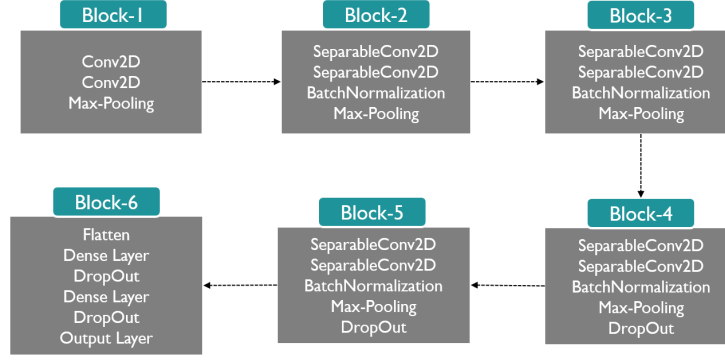 Block-1
Conv2D
Conv2D
Max-Pooling
Block-2
SeparableConv2D
SeparableConv2D
BatchNormalization
Max-Pooling
Block-3
SeparableConv2D
SeparableConv2D
BatchNormalization
Max-Pooling
Block-4
SeparableConv2D
SeparableConv2D
BatchNormalization
Max-Pooling
DropOut
Block-5
SeparableConv2D
SeparableConv2D
BatchNormalization
Max-Pooling
DropOut
Block-6
Flatten
Dense Layer
DropOut
Dense Layer
DropOut
Output Layer